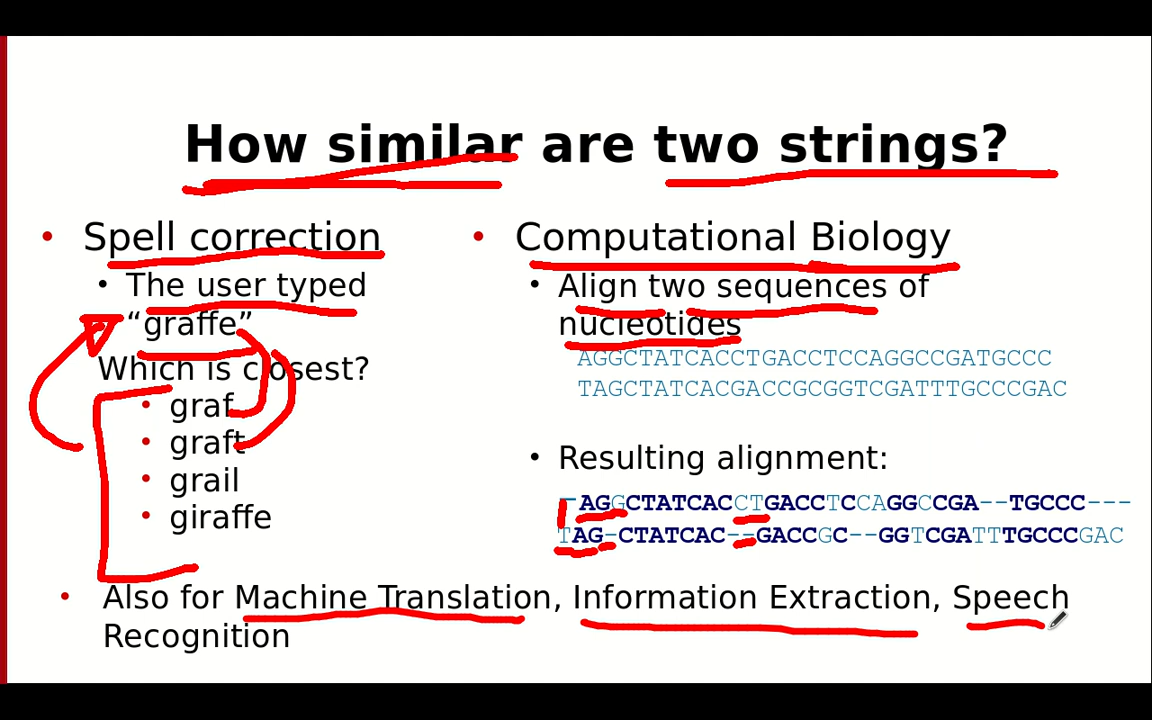 How similar are two strings?
• Spell correction
• The user typed
“graffe”
Which is closest?
• graf
• graft
• grail
• giraffe
• Computational Biology
• Align two sequences of
nucleotides
AGGCTATCACCTGACCTCCAGGCCGATGCCC
TAGCTATCACGACCGCGGTCGATTTGCCCGAC
• Resulting alignment:
-AGGCTATCACCTGACCTCCAGGCCGA--TGCCC---
TAG-CTATCAC--GACCGC--GGTCGATTTGCCCGAC
• Also for Machine Translation, Information Extraction, Speech
Recognition